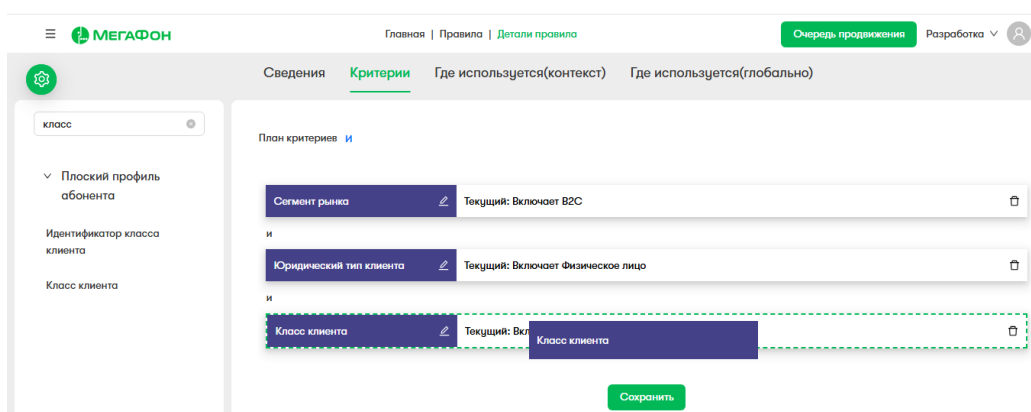 МЕГАФОН
Главная | Правила | Детали правила
Очередь продвижения
Разработка
Сведения Критерии Где используется(контекст) Где используется(глобально)
класс
Плоский профиль
абонента
Идентификатор класса
клиента
Класс клиента
План критериев И
Сегмент рынка Текущий: Включает B2C
и
Юридический тип клиента Текущий: Включает Физическое лицо
и
Класс клиента Текущий: Вкл
Класс клиента
Сохранить